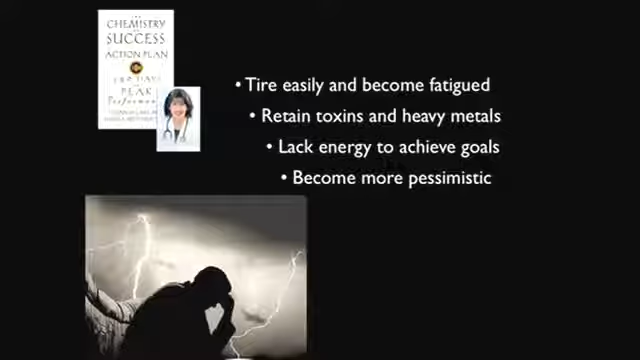 CHEMISTRY
SUCCESS
ACTION PLAN
PEAK
• Tire easily and become fatigued
• Retain toxins and heavy metals
• Lack energy to achieve goals
• Become more pessimistic